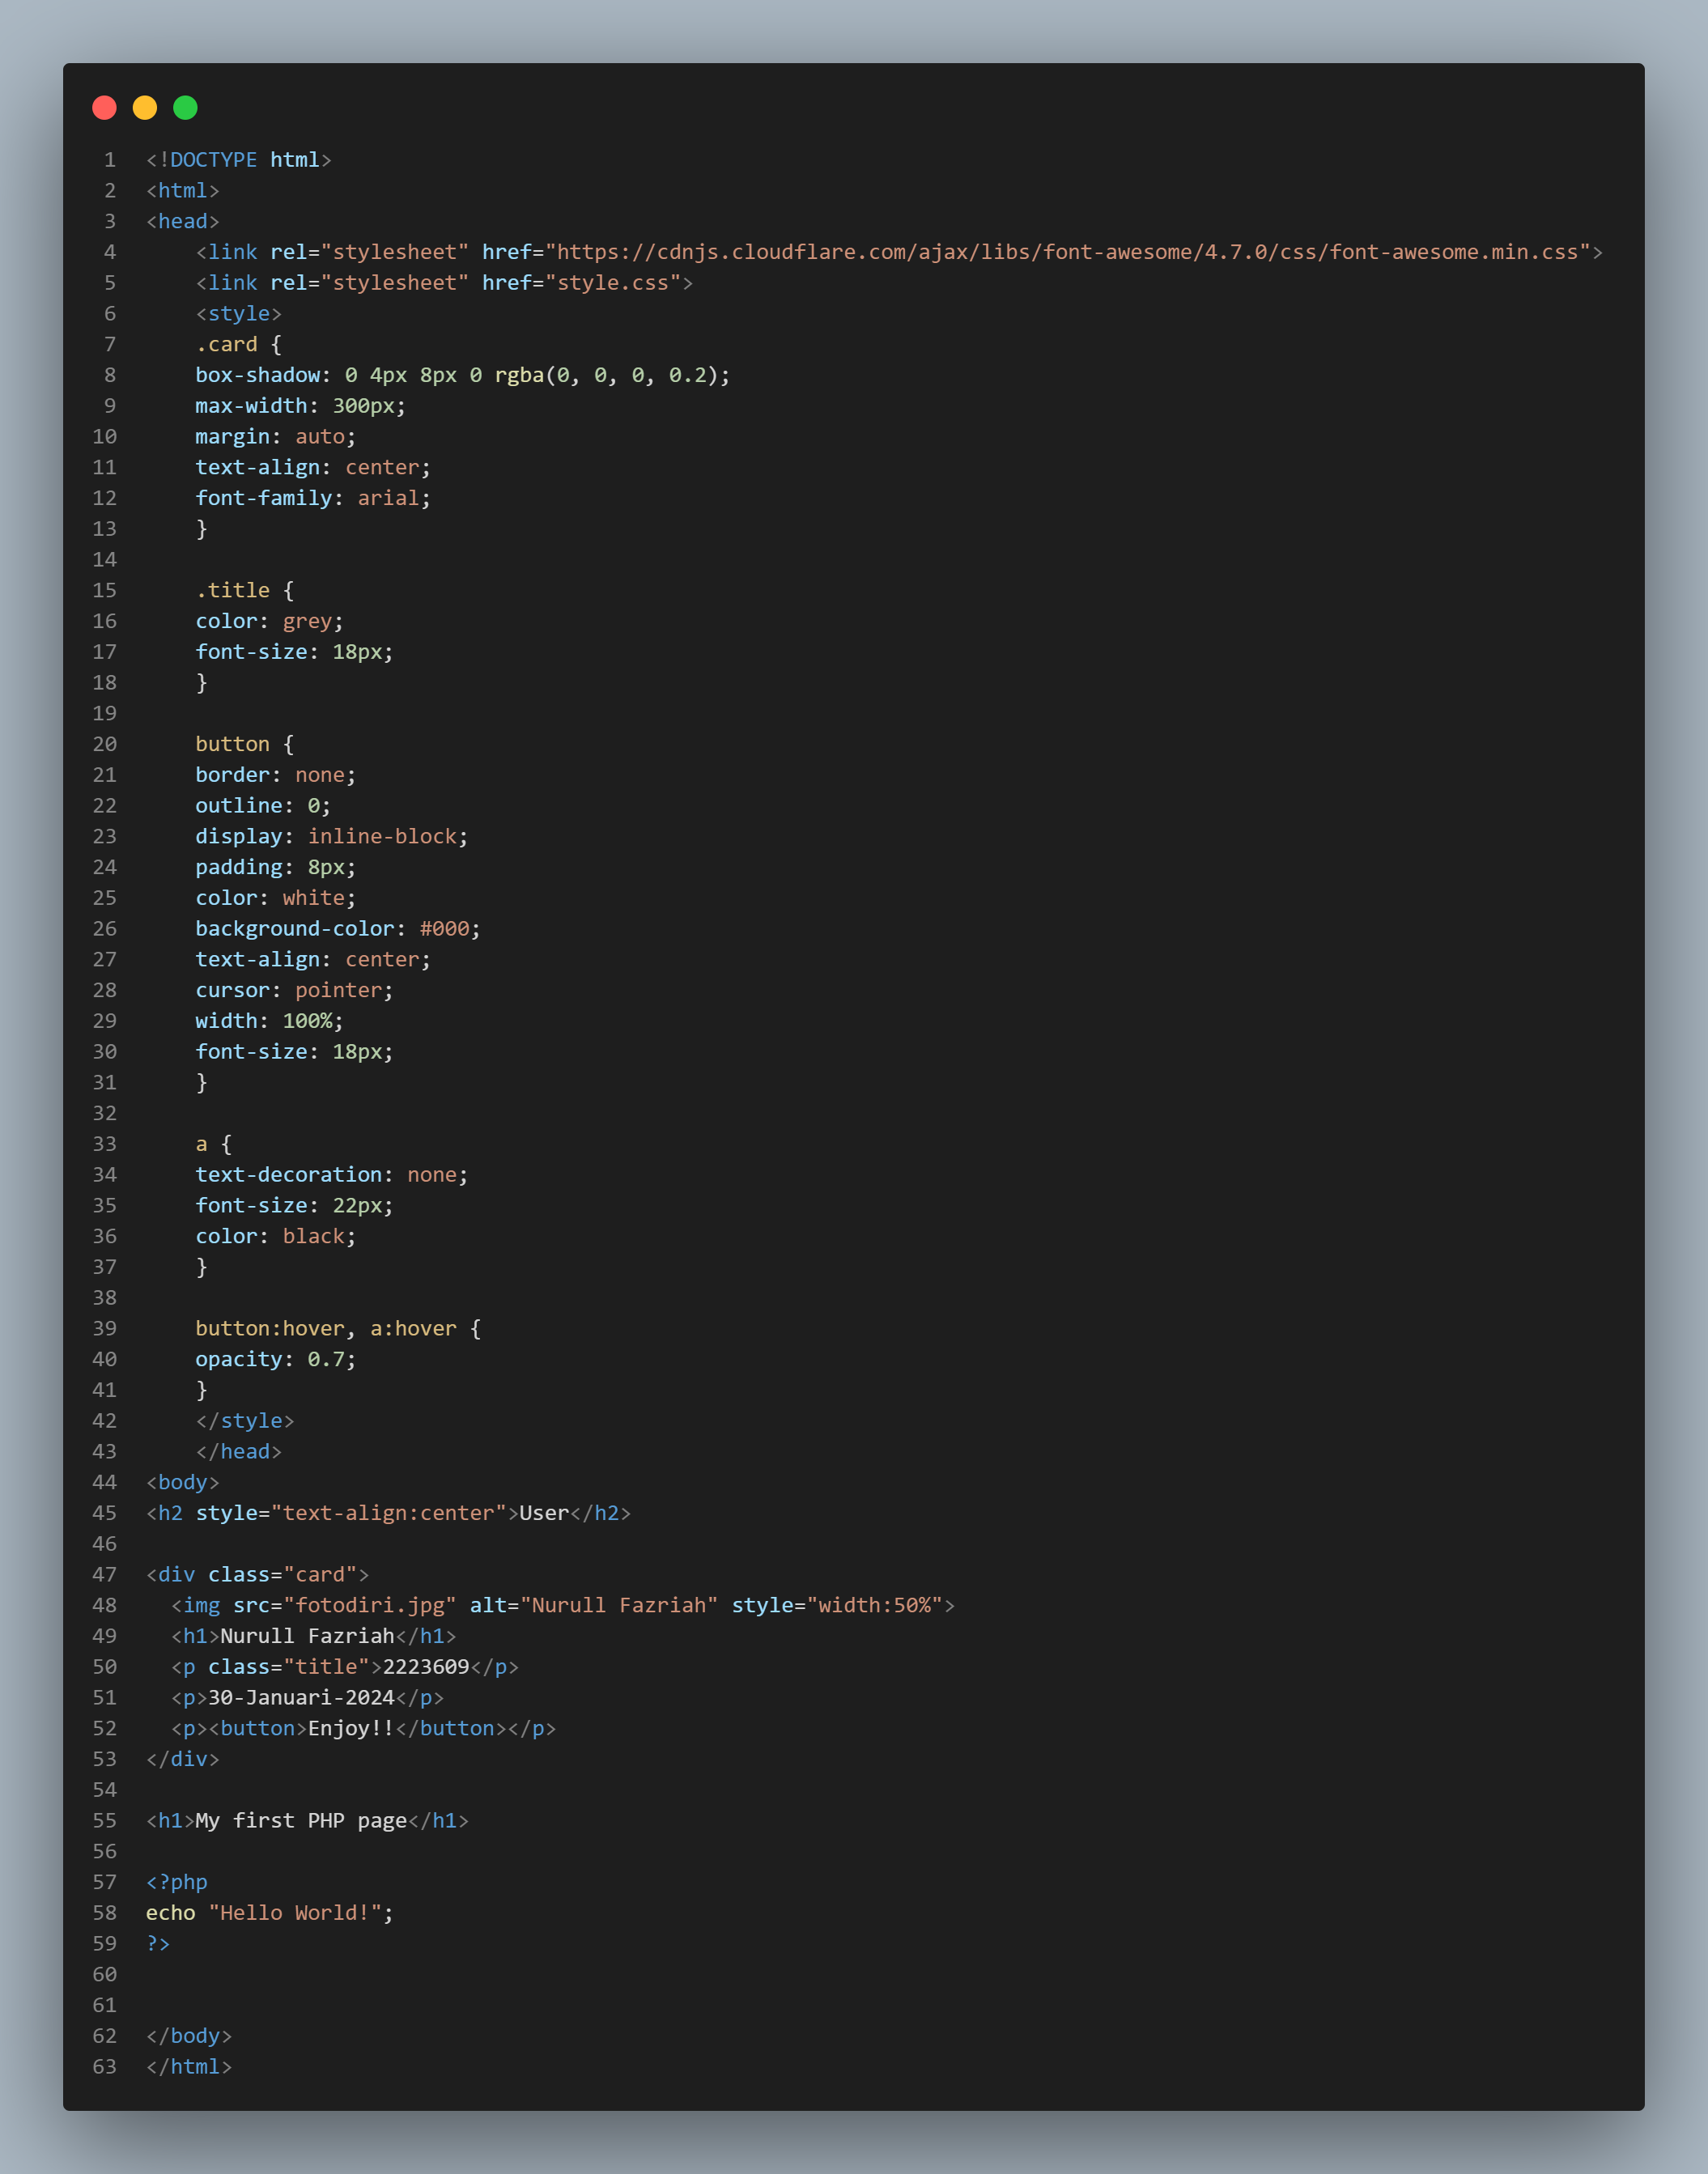 1 <!DOCTYPE html>
2 <html>
3 <head>
4     <link rel="stylesheet" href="https://cdnjs.cloudflare.com/ajax/libs/font-awesome/4.7.0/css/font-awesome.min.css">
5     <link rel="stylesheet" href="style.css">
6     <style>
7     .card {
8     box-shadow: 0 4px 8px 0 rgba(0, 0, 0, 0.2);
9     max-width: 300px;
10     margin: auto;
11     text-align: center;
12     font-family: arial;
13     }
14
15     .title {
16     color: grey;
17     font-size: 18px;
18     }
19
20     button {
21     border: none;
22     outline: 0;
23     display: inline-block;
24     padding: 8px;
25     color: white;
26     background-color: #000;
27     text-align: center;
28     cursor: pointer;
29     width: 100%;
30     font-size: 18px;
31     }
32
33     a {
34     text-decoration: none;
35     font-size: 22px;
36     color: black;
37     }
38
39     button:hover, a:hover {
40     opacity: 0.7;
41     }
42     </style>
43     </head>
44 <body>
45 <h2 style="text-align:center">User</h2>
46
47 <div class="card">
48   <img src="fotodiri.jpg" alt="Nurull Fazriah" style="width:50%">
49   <h1>Nurull Fazriah</h1>
50   <p class="title">2223609</p>
51   <p>30-Januari-2024</p>
52   <p><button>Enjoy!!</button></p>
53 </div>
54
55 <h1>My first PHP page</h1>
56
57 <?php
58 echo "Hello World!";
59 ?>
60
61
62 </body>
63 </html>